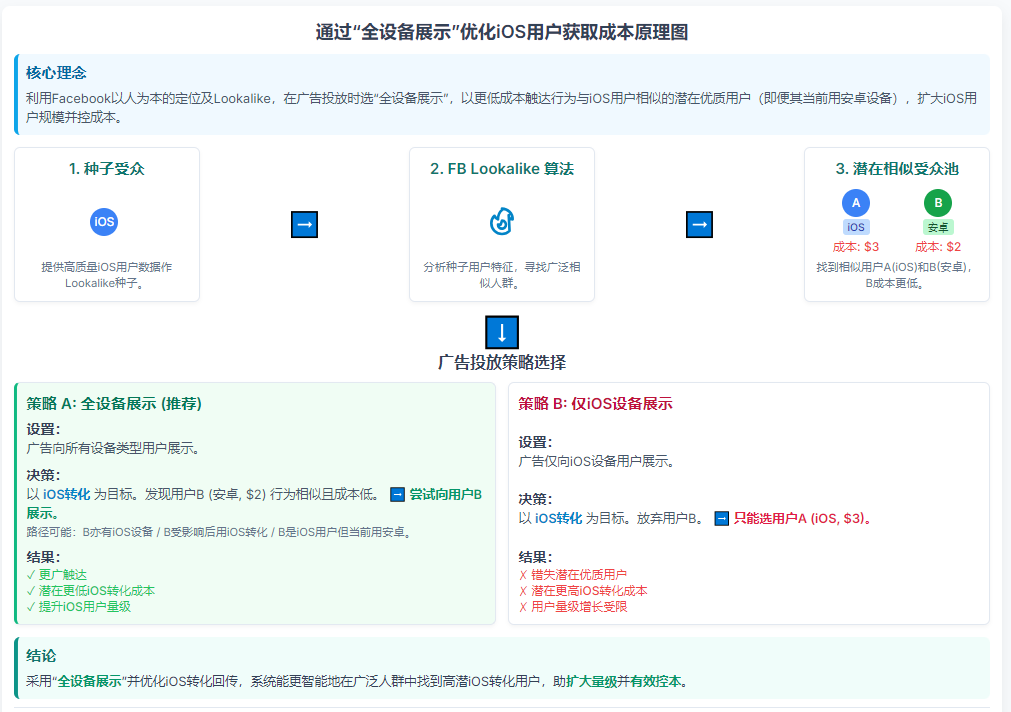 通过“全设备展示”优化iOS用户获取成本原理图
核心理念
利用Facebook以人为本的定位及Lookalike，在广告投放时选“全设备展示”，以更低成本触达行为与iOS用户相似的潜在优质用户（即便其当前用安卓设备），扩大iOS用
户规模并控成本。
1. 种子受众
iOS
提供高质量iOS用户数据作
Lookalike种子。
→
2. FB Lookalike 算法
分析种子用户特征，寻找广泛相
似人群。
→
3. 潜在相似受众池
A
iOS
成本: $3
B
安卓
成本: $2
找到相似用户A(iOS)和B(安卓)，
B成本更低。
↓
广告投放策略选择
策略 A: 全设备展示 (推荐)
设置：
广告向所有设备类型用户展示。
决策：
以 iOS转化 为目标。发现用户B (安卓, $2) 行为相似且成本低。 → 尝试向用户B
展示。
路径可能：B亦有iOS设备 / B受影响后用iOS转化 / B是iOS用户但当前用安卓。
结果：
✓ 更广触达
✓ 潜在更低iOS转化成本
✓ 提升iOS用户量级
策略 B: 仅iOS设备展示
设置：
广告仅向iOS设备用户展示。
决策：
以 iOS转化 为目标。放弃用户B。 → 只能选用户A (iOS, $3)。
结果：
✗ 错失潜在优质用户
✗ 潜在更高iOS转化成本
✗ 用户量级增长受限
结论
采用“全设备展示”并优化iOS转化回传，系统能更智能地在广泛人群中找到高潜iOS转化用户，助扩大量级并有效控本。